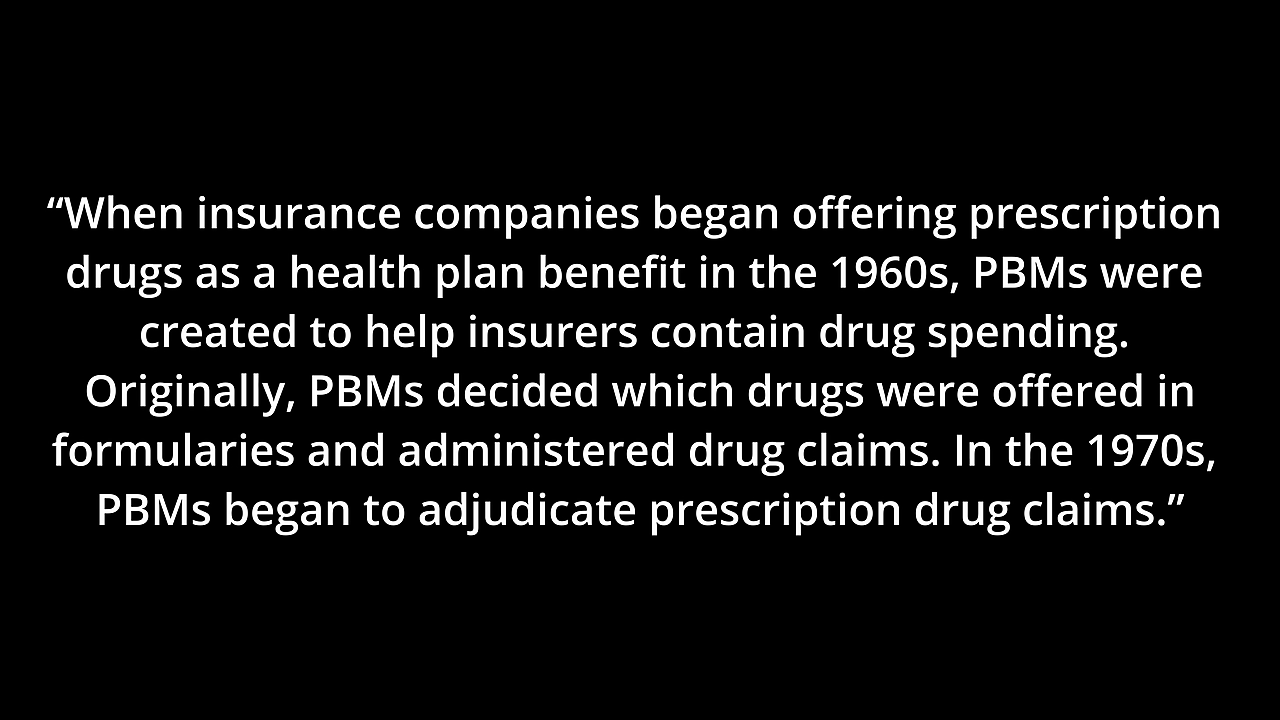 “When insurance companies began offering prescription
drugs as a health plan benefit in the 1960s, PBMs were
created to help insurers contain drug spending.
Originally, PBMs decided which drugs were offered in
formularies and administered drug claims. In the 1970s,
PBMs began to adjudicate prescription drug claims.”